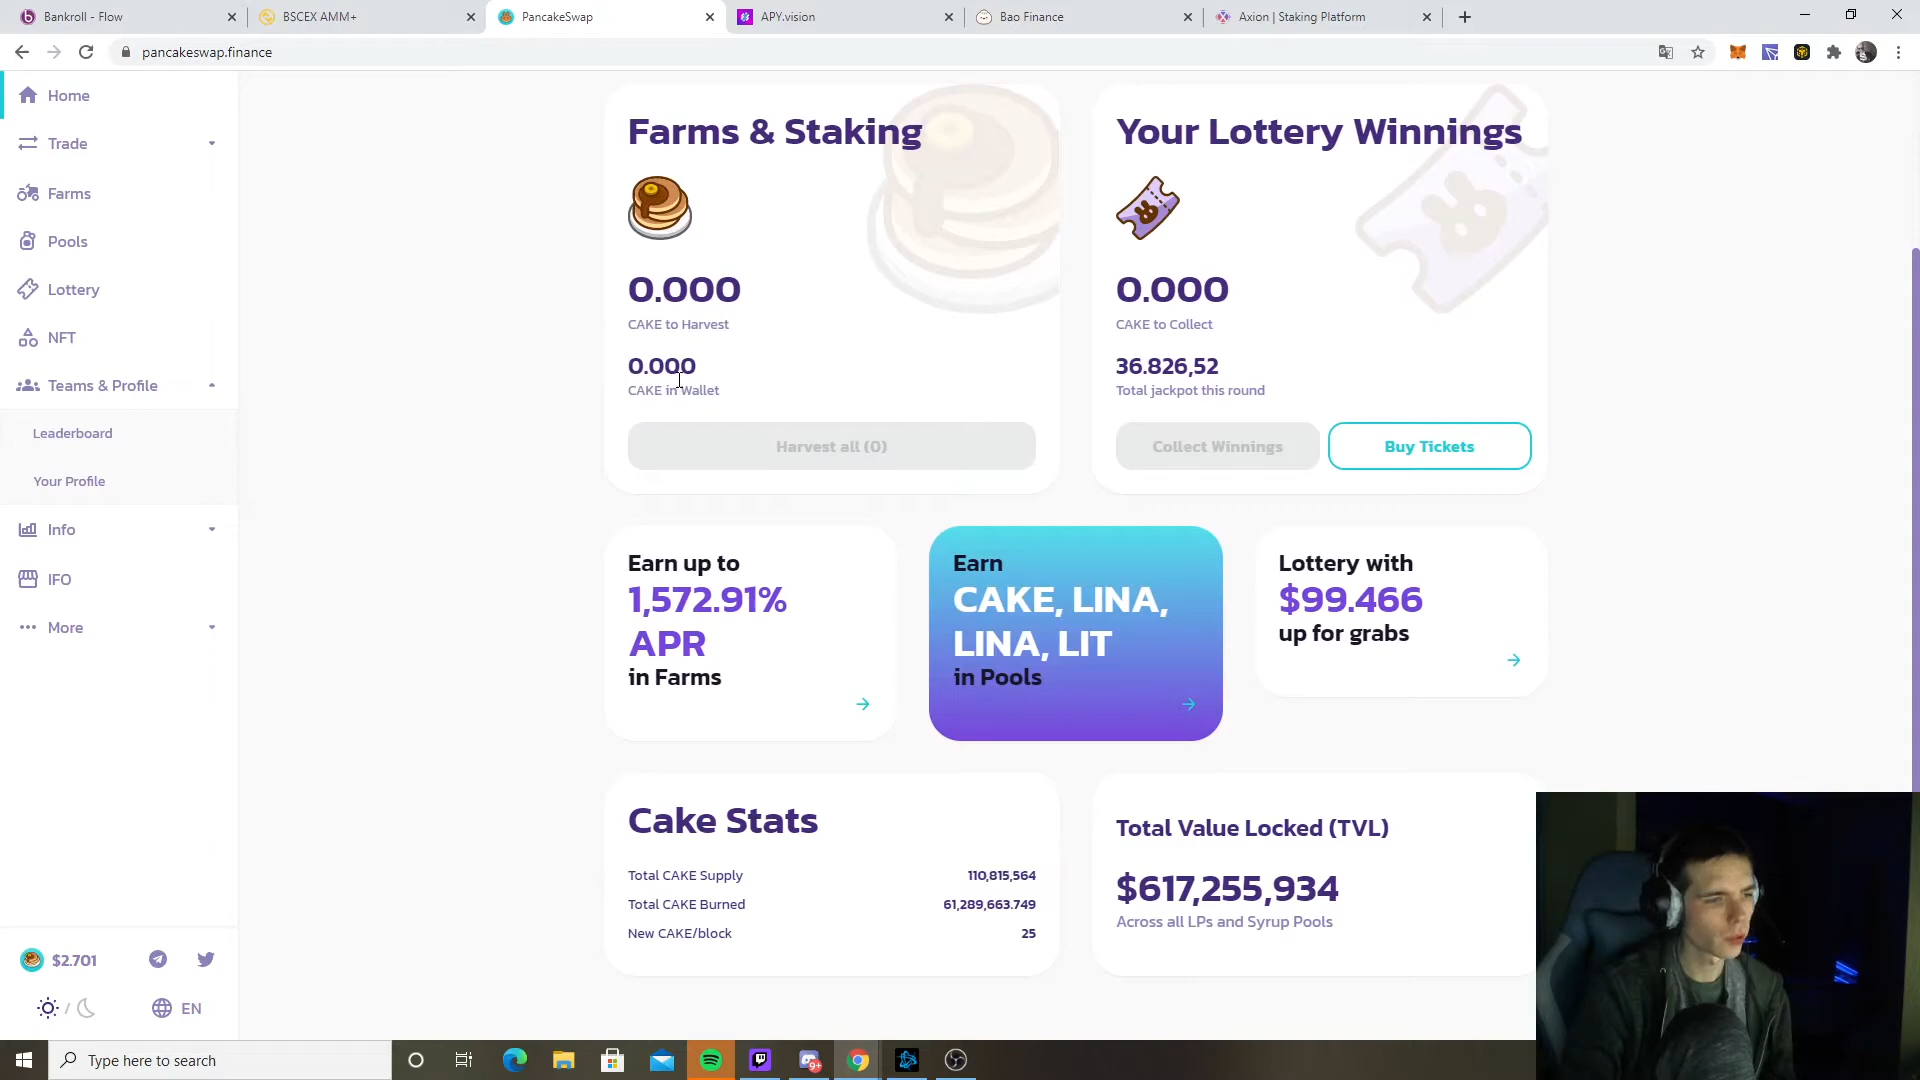 Bankroll - Flow
BSCEX AMM+
PancakeSwap
APY.vision
Bao Finance
Axion | Staking Platform
pancakeswap.finance
Home
Trade
Farms
Pools
Lottery
NFT
Teams & Profile
Leaderboard
Your Profile
Info
IFO
More
$2.701
EN
Farms & Staking
0.000
CAKE to Harvest
0.000
CAKE in Wallet
Harvest all (0)
Your Lottery Winnings
0.000
CAKE to Collect
36.826,52
Total jackpot this round
Collect Winnings
Buy Tickets
Earn up to
1,572.91%
APR
in Farms
Earn
CAKE, LINA,
LINA, LIT
in Pools
Lottery with
$99.466
up for grabs
Cake Stats
Total CAKE Supply 110,815,564
Total CAKE Burned 61,289,663.749
New CAKE/block 25
Total Value Locked (TVL)
$617,255,934
Across all LPs and Syrup Pools
Type here to search
9+